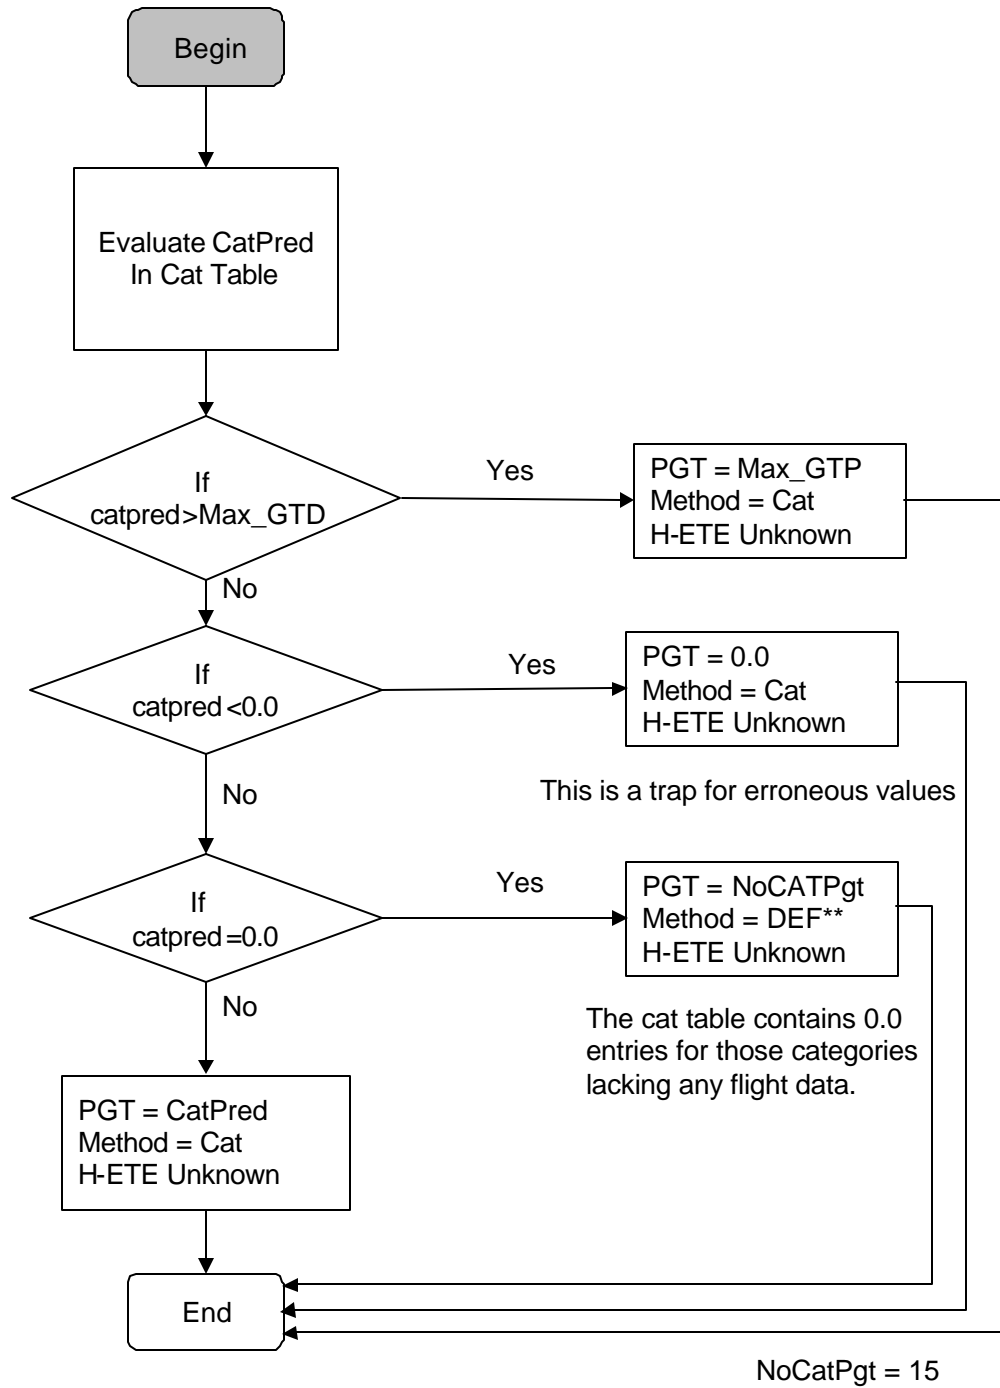 Begin
Evaluate CatPred
In Cat Table
If
catpred>Max_GTD
Yes
PGT = Max_GTP
Method = Cat
H-ETE Unknown
No
If
catpred<0.0
Yes
PGT = 0.0
Method = Cat
H-ETE Unknown
This is a trap for erroneous values
No
If
catpred=0.0
Yes
PGT = NoCATPgt
Method = DEF**
H-ETE Unknown
The cat table contains 0.0
entries for those categories
lacking any flight data.
No
PGT = CatPred
Method = Cat
H-ETE Unknown
End
NoCatPgt = 15